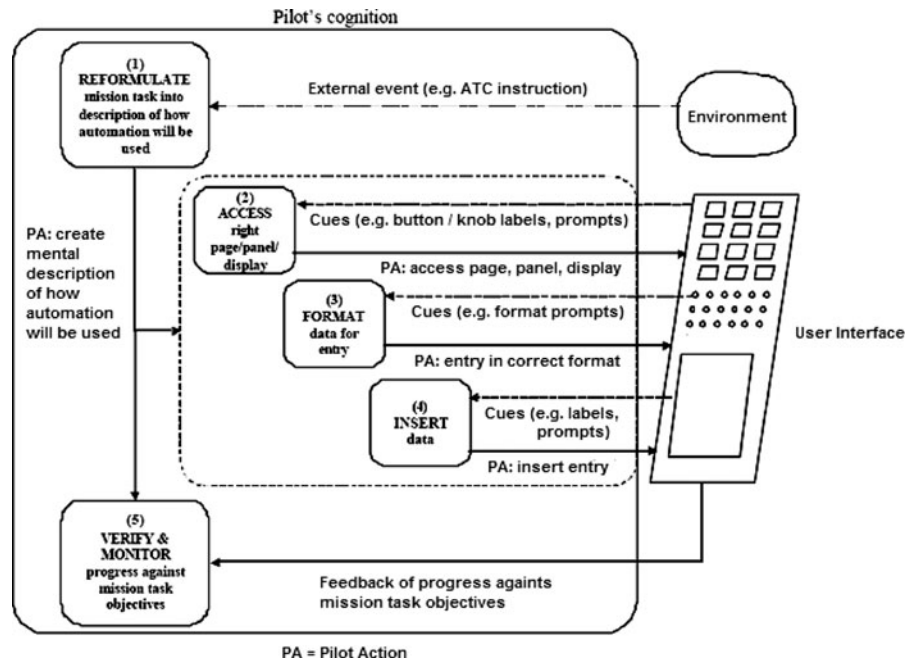 Pilot's cognition
(1)
REFORMULATE
mission task into
description of how
automation will be
used
External event (e.g. ATC instruction)
Environment
(2)
ACCESS
right
page/panel/
display
Cues (e.g. button / knob labels, prompts)
PA: access page, panel, display
PA: create
mental
description
of how
automation
will be used
(3)
FORMAT
data for
entry
Cues (e.g. format prompts)
PA: entry in correct format
User Interface
(4)
INSERT
data
Cues (e.g. labels,
prompts)
PA: insert entry
(5)
VERIFY &
MONITOR
progress against
mission task
objectives
Feedback of progress againts
mission task objectives
PA = Pilot Action